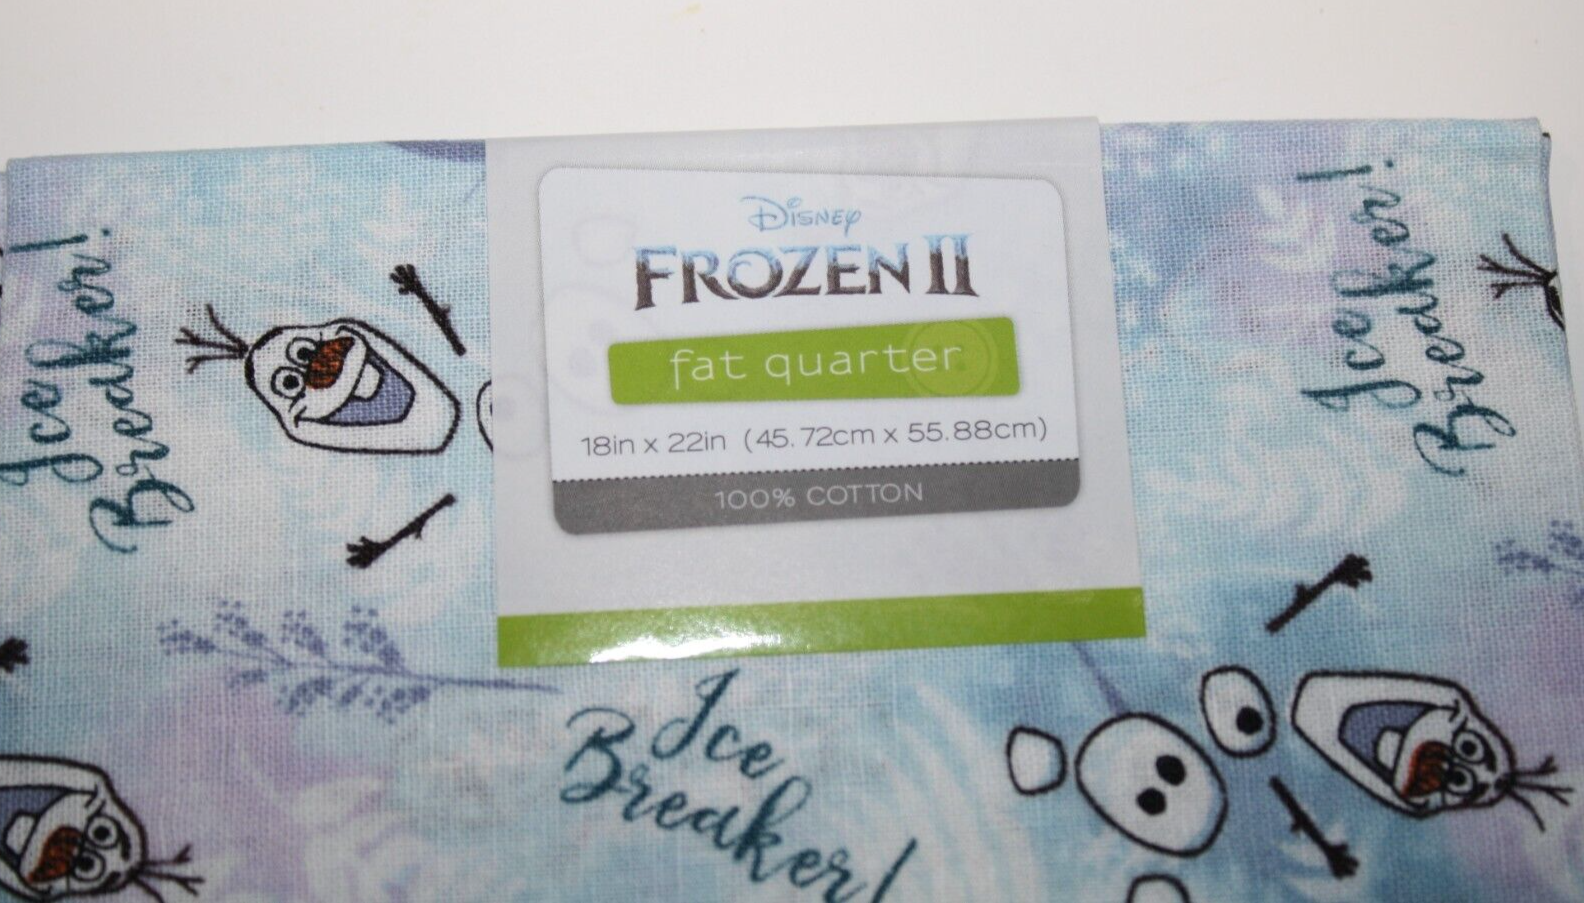 Disney
FROZEN II
fat quarter
18in x 22in (45.72cm x 55.88cm)
100% COTTON
Ice
Breaker!
Ice
Breaker!
Ice
Breaker!